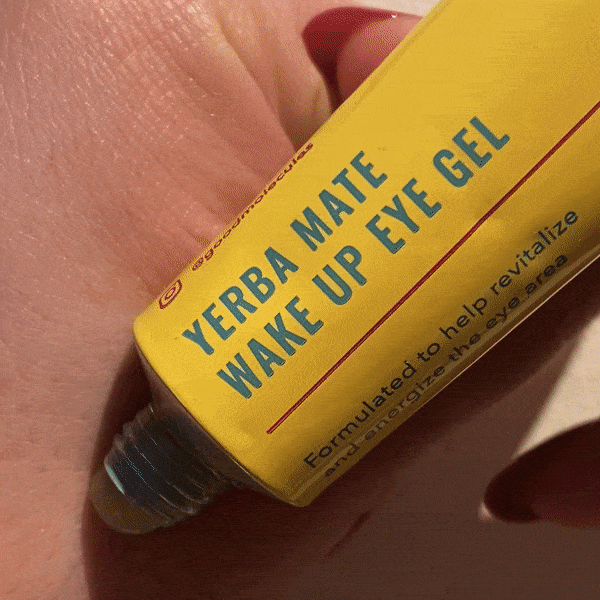 @goodmolecules
YERBA MATE
WAKE UP EYE GEL
Formulated to help revitalize
and energize the eye area